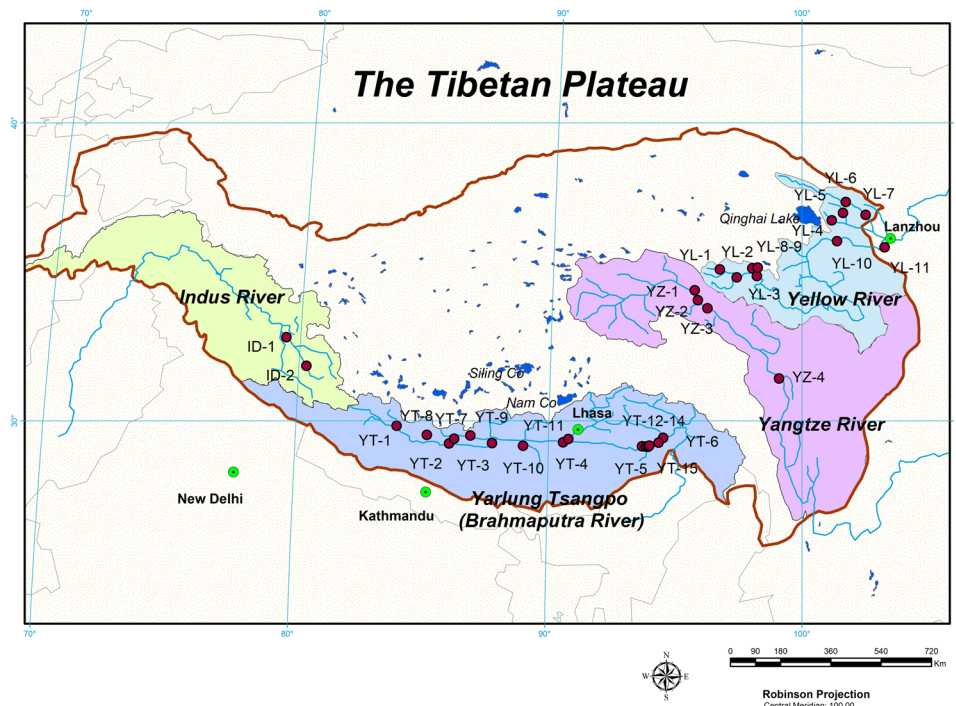 70° 80° 90° 100°
The Tibetan Plateau
40°
YL-6
YL-5 YL-7
Qinghai Lake
YL-4 Lanzhou
YL-1 YL-2 YL-8-9
YL-10 YL-11
YZ-1 YL-3 Yellow River
Indus River
YZ-2
YZ-3
ID-1
ID-2 Siling Co YZ-4
Nam Co
30°
YT-8 YT-7 YT-9 YT-11 Lhasa YT-12-14
Yangtze River
YT-1 YT-6
YT-2 YT-3 YT-10 YT-4 YT-5 YT-15
New Delhi
Yarlung Tsangpo
Kathmandu
(Brahmaputra River)
70° 80° 90° 100°
N
W E
S
0 90 180 360 540 720
Km
Robinson Projection
Central Meridian: 100.00